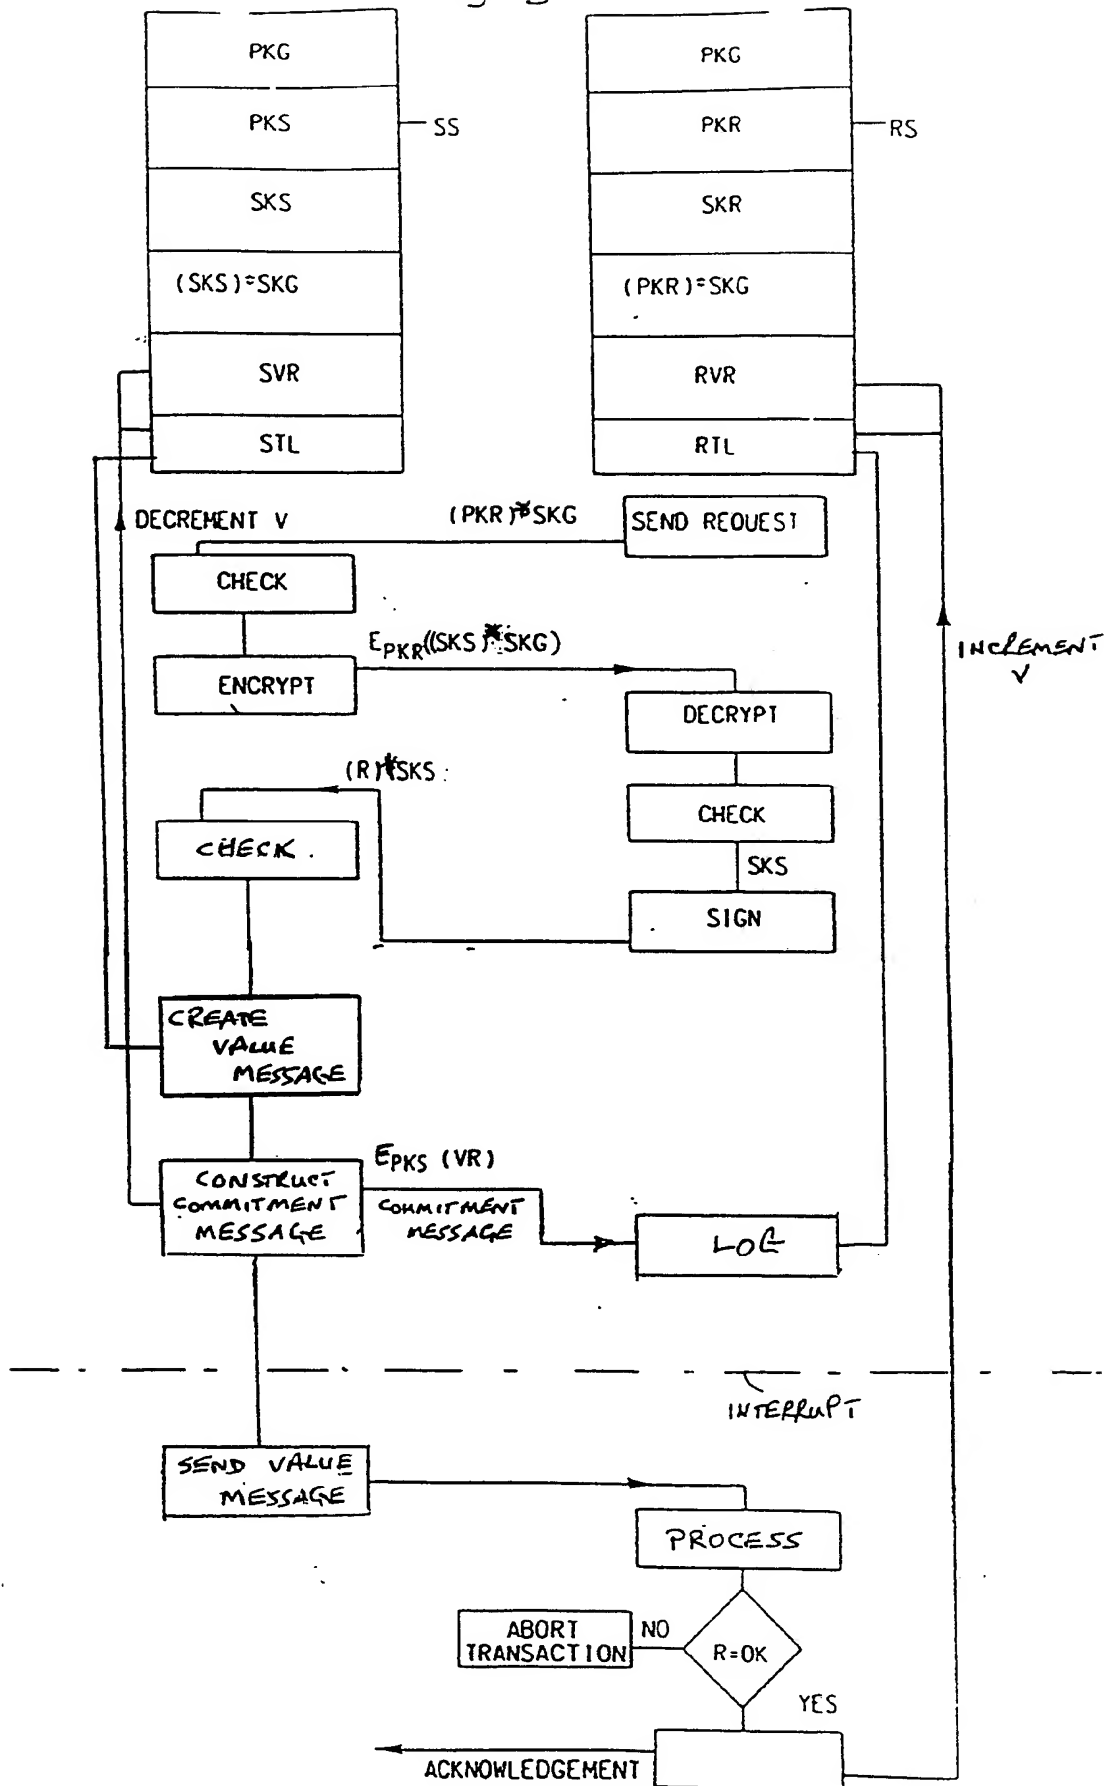 PKG
PKS
SS
SKS
(SKS)*SKG
SVR
STL
PKG
PKR
RS
SKR
(PKR)*SKG
RVR
RTL
DECREMENT V
(PKR)*SKG
SEND REQUEST
CHECK
E_PKR((SKS)*SKG)
ENCRYPT
DECRYPT
INCREMENT
V
(R)*SKS
CHECK
CHECK.
SKS
SIGN
CREATE
VALUE
MESSAGE
E_PKS (VR)
CONSTRUCT
COMMITMENT
MESSAGE
COMMITMENT
MESSAGE
LOG
INTERRUPT
SEND VALUE
MESSAGE
PROCESS
ABORT
TRANSACTION
NO
R=OK
YES
ACKNOWLEDGEMENT